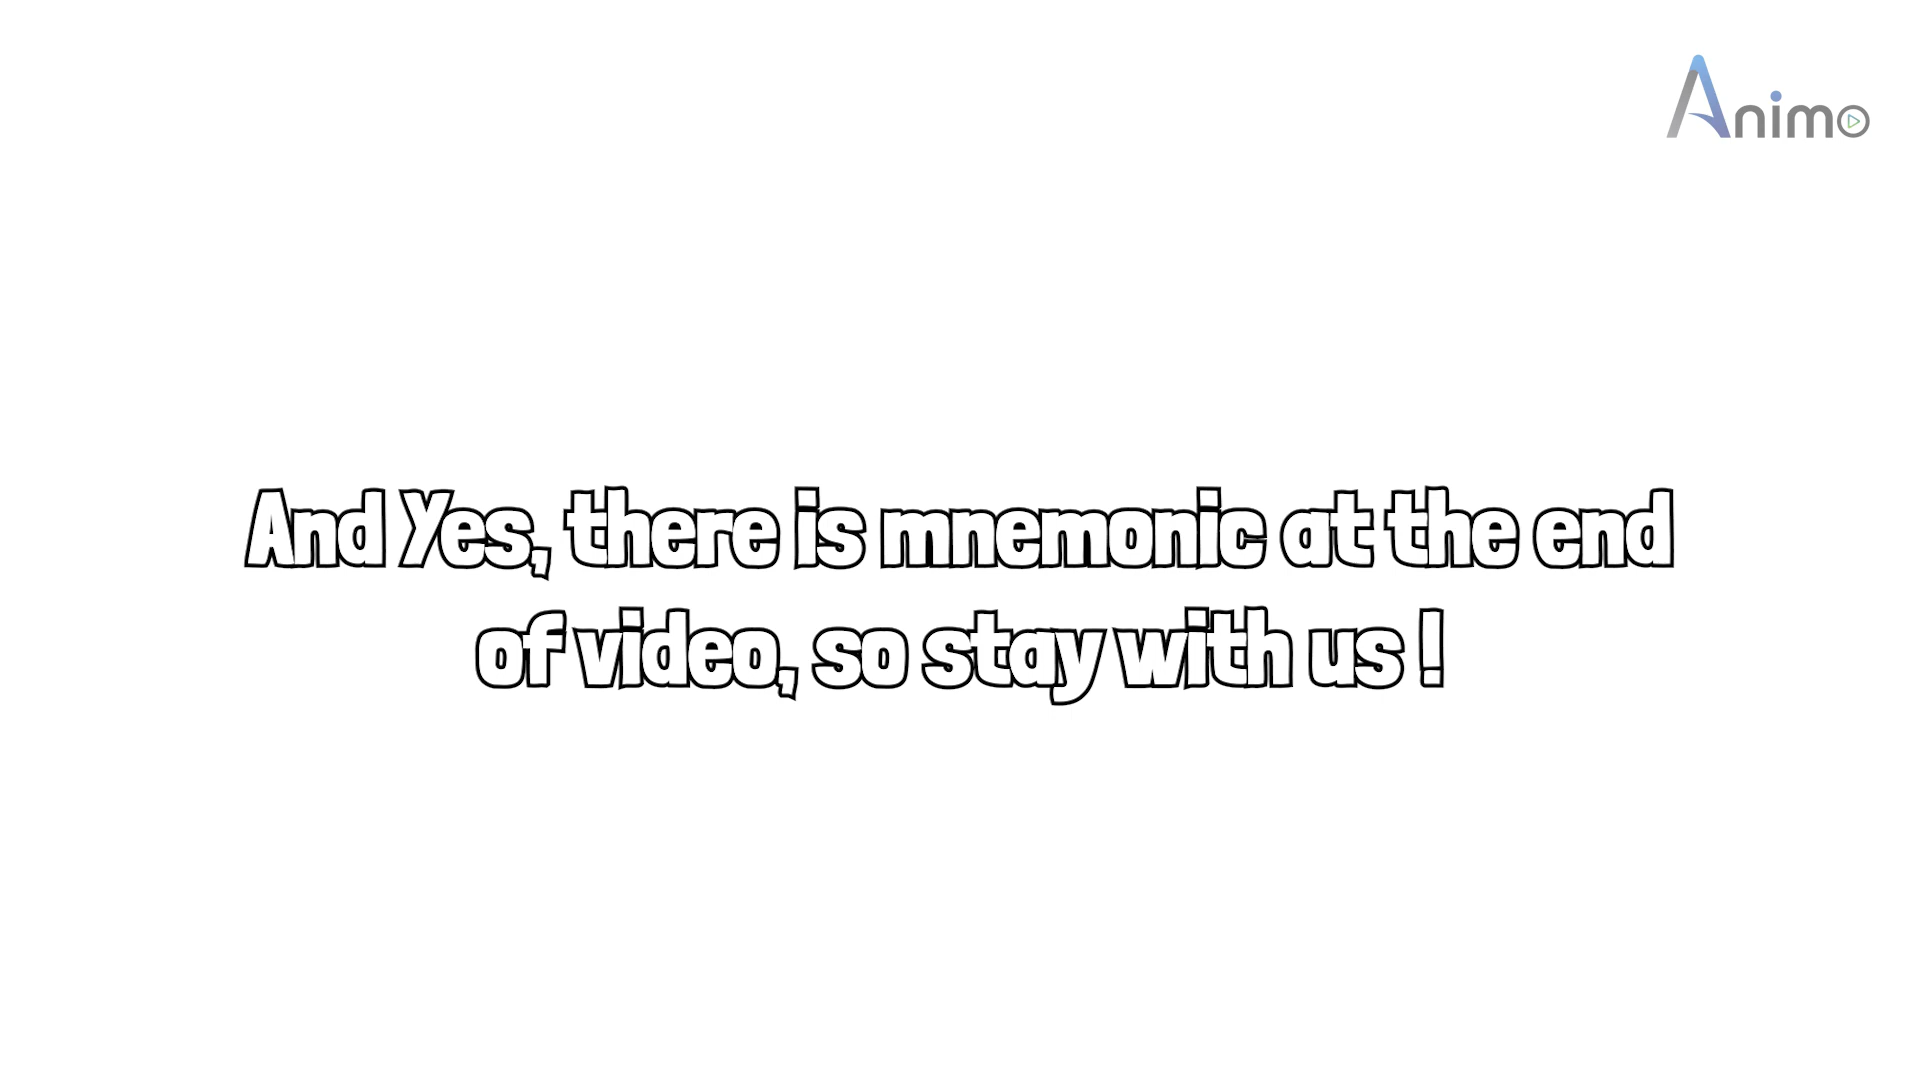 Animo
And Yes, there is mnemonic at the end
of video, so stay with us !